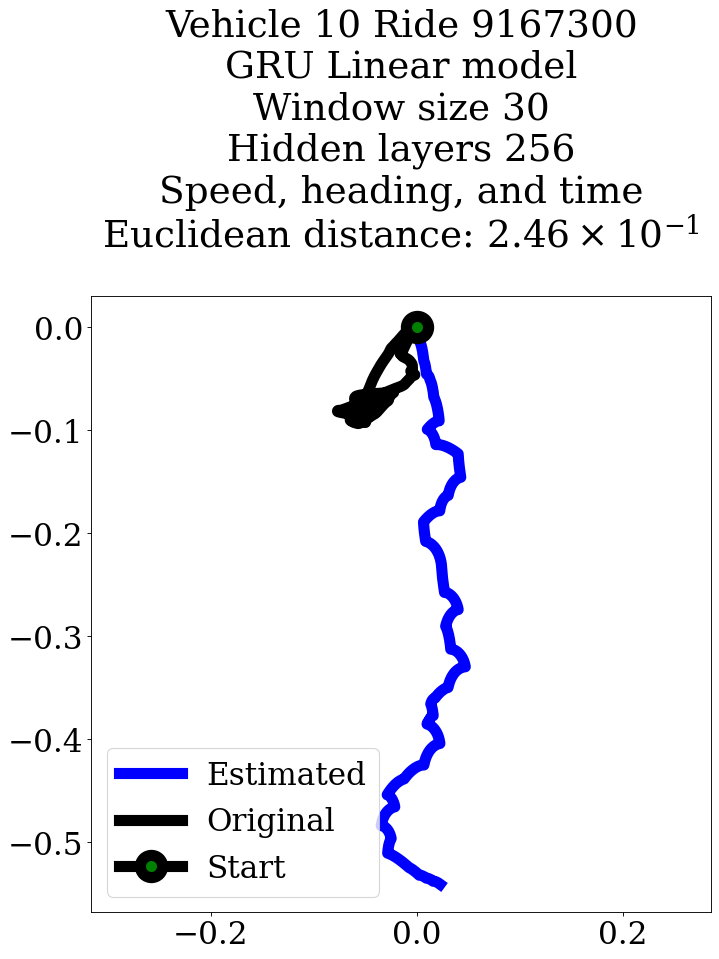 Vehicle 10 Ride 9167300
GRU Linear model
Window size 30
Hidden layers 256
Speed, heading, and time
Euclidean distance: 2.46 × 10⁻¹
0.0
−0.1
−0.2
−0.3
−0.4
−0.5
Estimated
Original
Start
−0.2 0.0 0.2